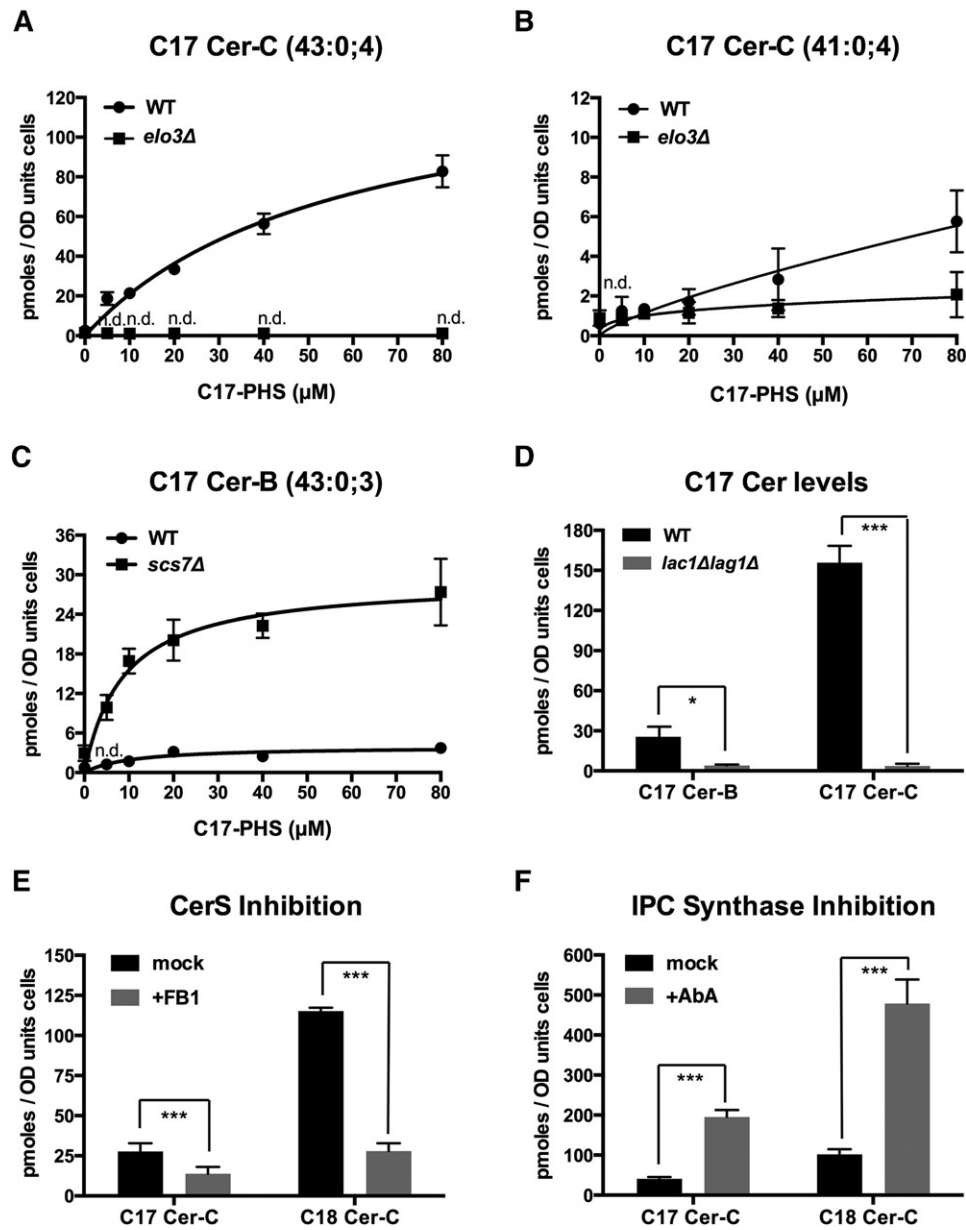 A
C17 Cer-C (43:0;4)
WT
elo3Δ
pmoles / OD units cells
120
100
80
60
40
20
0
n.d.
n.d.
n.d.
n.d.
n.d.
0 10 20 30 40 50 60 70 80
C17-PHS (µM)
B
C17 Cer-C (41:0;4)
WT
elo3Δ
pmoles / OD units cells
12
10
8
6
4
2
0
n.d.
0 10 20 30 40 50 60 70 80
C17-PHS (µM)
C
C17 Cer-B (43:0;3)
WT
scs7Δ
pmoles / OD units cells
36
30
24
18
12
6
0
n.d.
0 10 20 30 40 50 60 70 80
C17-PHS (µM)
D
C17 Cer levels
WT
lac1Δlag1Δ
pmoles / OD units cells
180
150
120
90
60
30
0
*
***
C17 Cer-B C17 Cer-C
E
CerS Inhibition
mock
+FB1
pmoles / OD units cells
150
125
100
75
50
25
0
***
***
C17 Cer-C C18 Cer-C
F
IPC Synthase Inhibition
mock
+AbA
pmoles / OD units cells
600
500
400
300
200
100
0
***
***
C17 Cer-C C18 Cer-C